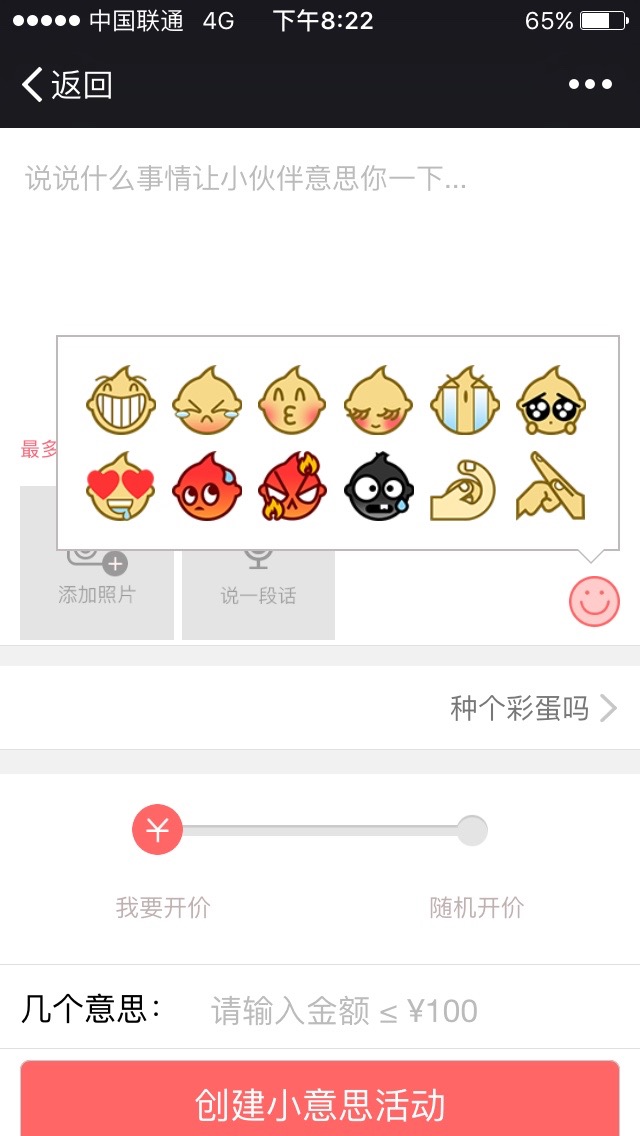 中国联通 4G 下午8:22 65%
返回
说说什么事情让小伙伴意思你一下...
最多
添加照片 说一段话
种个彩蛋吗
¥
我要开价 随机开价
几个意思： 请输入金额 ≤ ¥100
创建小意思活动